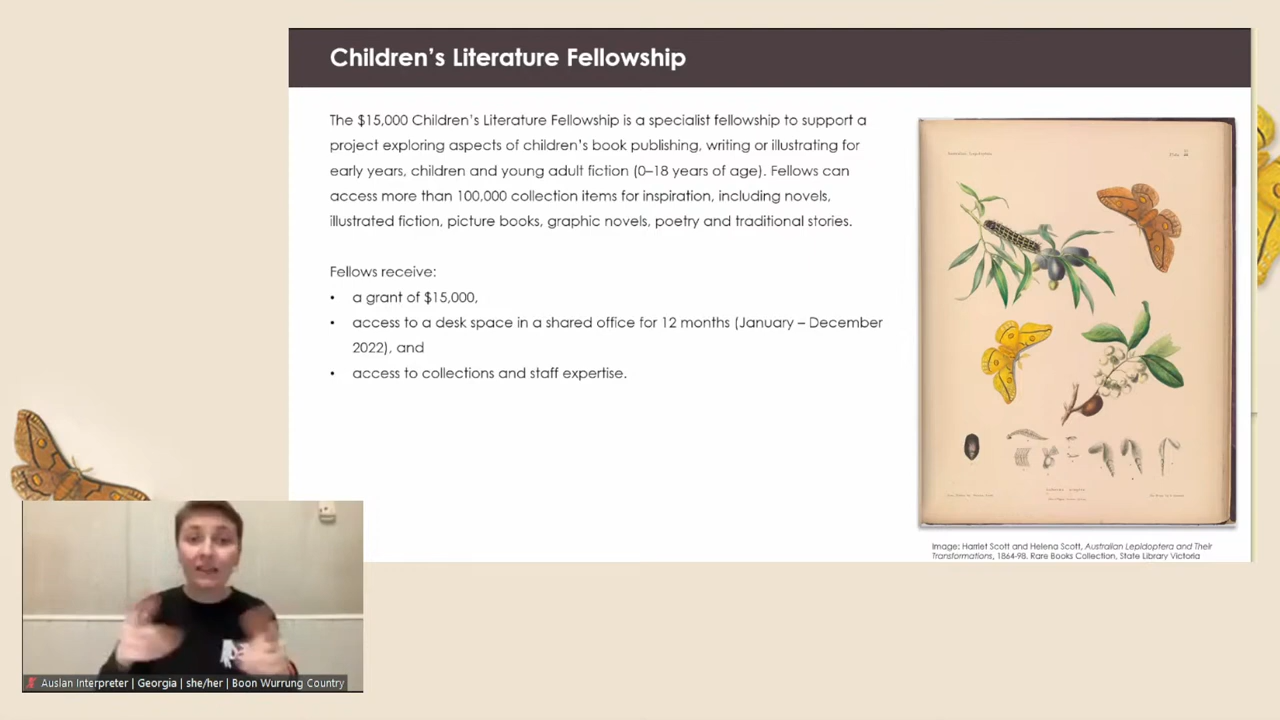 Children's Literature Fellowship
The $15,000 Children's Literature Fellowship is a specialist fellowship to support a
project exploring aspects of children's book publishing, writing or illustrating for
early years, children and young adult fiction (0–18 years of age). Fellows can
access more than 100,000 collection items for inspiration, including novels,
illustrated fiction, picture books, graphic novels, poetry and traditional stories.
Fellows receive:
• a grant of $15,000,
• access to a desk space in a shared office for 12 months (January – December
2022), and
• access to collections and staff expertise.
Image: Harriet Scott and Helena Scott, Australian Lepidoptera and Their
Transformations, 1864-98. Rare Books Collection, State Library Victoria
Auslan Interpreter | Georgia | she/her | Boon Wurrung Country